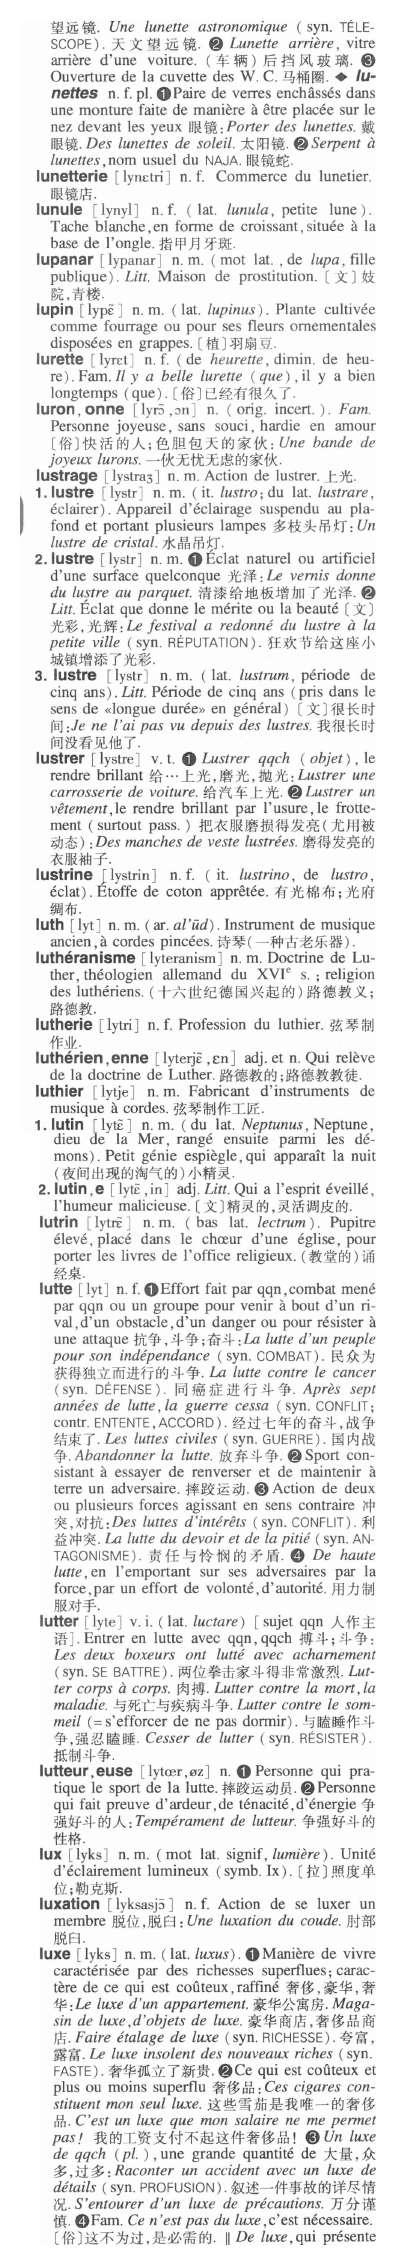 望远镜. Une lunette astronomique ( syn. TÉLE-
SCOPE ). 天文望远镜. ❷ Lunette arrière, vitre
arrière d'une voiture. (车辆)后挡风玻璃. ❸
Ouverture de la cuvette des W. C. 马桶圈. ◆ lu-
nettes n. f. pl. ❶ Paire de verres enchâssés dans
une monture faite de manière à être placée sur le
nez devant les yeux 眼镜: Porter des lunettes. 戴
眼镜. Des lunettes de soleil. 太阳镜. ❷ Serpent à
lunettes, nom usuel du NAJA. 眼镜蛇.
lunetterie [lynɛtri] n. f. Commerce du lunetier.
眼镜店.
lunule [lynyl] n. f. ( lat. lunula, petite lune ).
Tache blanche, en forme de croissant, située à la
base de l'ongle. 指甲月牙斑.
lupanar [lypanar] n. m. ( mot lat. , de lupa, fille
publique). Litt. Maison de prostitution. 〔文〕妓
院, 青楼.
lupin [lypɛ̃] n. m. ( lat. lupinus ). Plante cultivée
comme fourrage ou pour ses fleurs ornementales
disposées en grappes. 〔植〕羽扇豆.
lurette [lyrɛt] n. f. ( de heurette, dimin. de heu-
re). Fam. Il y a belle lurette (que), il y a bien
longtemps (que). 〔俗〕已经有很久了.
luron, onne [lyrɔ̃, ɔn] n. ( orig. incert. ). Fam.
Personne joyeuse, sans souci, hardie en amour
〔俗〕快活的人; 色胆包天的家伙: Une bande de
joyeux lurons. 一伙无忧无虑的家伙.
lustrage [lystraʒ] n. m. Action de lustrer. 上光.
1. lustre [lystr] n. m. ( it. lustro; du lat. lustrare,
éclairer). Appareil d'éclairage suspendu au pla-
fond et portant plusieurs lampes 多枝头吊灯: Un
lustre de cristal. 水晶吊灯.
2. lustre [lystr] n. m. ❶ Éclat naturel ou artificiel
d'une surface quelconque 光泽: Le vernis donne
du lustre au parquet. 清漆给地板增加了光泽. ❷
Litt. Éclat que donne le mérite ou la beauté 〔文〕
光彩, 光辉: Le festival a redonné du lustre à la
petite ville (syn. RÉPUTATION). 狂欢节给这座小
城镇增添了光彩.
3. lustre [lystr] n. m. ( lat. lustrum, période de
cinq ans). Litt. Période de cinq ans (pris dans le
sens de «longue durée» en général) 〔文〕很长时
间: Je ne l'ai pas vu depuis des lustres. 我很长时
间没看见他了.
lustrer [lystre] v. t. ❶ Lustrer qqch ( objet ), le
rendre brillant 给…上光, 磨光, 抛光: Lustrer une
carrosserie de voiture. 给汽车上光. ❷ Lustrer un
vêtement, le rendre brillant par l'usure, le frotte-
ment (surtout pass. ) 把衣服磨损得发亮(尤用被
动态): Des manches de veste lustrées. 磨得发亮的
衣服袖子.
lustrine [lystrin] n. f. ( it. lustrino, de lustro,
éclat). Étoffe de coton apprêtée. 有光棉布; 光府
绸布.
luth [lyt] n. m. (ar. al'ūd). Instrument de musique
ancien, à cordes pincées. 诗琴(一种古老乐器).
luthéranisme [lyteranism] n. m. Doctrine de Lu-
ther, théologien allemand du XVIe s. ; religion
des luthériens. (十六世纪德国兴起的)路德教义;
路德教.
lutherie [lytri] n. f. Profession du luthier. 弦琴制
作业.
luthérien, enne [lyterjɛ̃, ɛn] adj. et n. Qui relève
de la doctrine de Luther. 路德教的; 路德教教徒.
luthier [lytje] n. m. Fabricant d'instruments de
musique à cordes. 弦琴制作工匠.
1. lutin [lytɛ̃] n. m. ( du lat. Neptunus, Neptune,
dieu de la Mer, rangé ensuite parmi les dé-
mons). Petit génie espiègle, qui apparaît la nuit
(夜间出现的淘气的)小精灵.
2. lutin, e [lytɛ̃, in] adj. Litt. Qui a l'esprit éveillé,
l'humeur malicieuse. 〔文〕精灵的, 灵活调皮的.
lutrin [lytrɛ̃] n. m. ( bas lat. lectrum ). Pupitre
élevé, placé dans le chœur d'une église, pour
porter les livres de l'office religieux. (教堂的)诵
经桌.
lutte [lyt] n. f. ❶ Effort fait par qqn, combat mené
par qqn ou un groupe pour venir à bout d'un ri-
val, d'un obstacle, d'un danger ou pour résister à
une attaque 抗争, 斗争; 奋斗: La lutte d'un peuple
pour son indépendance (syn. COMBAT). 民众为
获得独立而进行的斗争. La lutte contre le cancer
(syn. DÉFENSE). 同癌症进行斗争. Après sept
années de lutte, la guerre cessa (syn. CONFLIT;
contr. ENTENTE, ACCORD). 经过七年的奋斗, 战争
结束了. Les luttes civiles (syn. GUERRE). 国内战
争. Abandonner la lutte. 放弃斗争. ❷ Sport con-
sistant à essayer de renverser et de maintenir à
terre un adversaire. 摔跤运动. ❸ Action de deux
ou plusieurs forces agissant en sens contraire 冲
突, 对抗: Des luttes d'intérêts (syn. CONFLIT). 利
益冲突. La lutte du devoir et de la pitié (syn. AN-
TAGONISME). 责任与怜悯的矛盾. ❹ De haute
lutte, en l'emportant sur ses adversaires par la
force, par un effort de volonté, d'autorité. 用力制
服对手.
lutter [lyte] v. i. ( lat. luctare ) [ sujet qqn 人作主
语]. Entrer en lutte avec qqn, qqch 搏斗; 斗争:
Les deux boxeurs ont lutté avec acharnement
(syn. SE BATTRE). 两位拳击家斗得非常激烈. Lut-
ter corps à corps. 肉搏. Lutter contre la mort, la
maladie. 与死亡与疾病斗争. Lutter contre le som-
meil (= s'efforcer de ne pas dormir). 与瞌睡作斗
争, 强忍瞌睡. Cesser de lutter (syn. RÉSISTER).
抵制斗争.
lutteur, euse [lytœr, øz] n. ❶ Personne qui pra-
tique le sport de la lutte. 摔跤运动员. ❷ Personne
qui fait preuve d'ardeur, de ténacité, d'énergie 争
强好斗的人: Tempérament de lutteur. 争强好斗的
性格.
lux [lyks] n. m. ( mot lat. signif, lumière ). Unité
d'éclairement lumineux (symb. lx). 〔拉〕照度单
位; 勒克斯.
luxation [lyksasjɔ̃] n. f. Action de se luxer un
membre 脱位, 脱臼: Une luxation du coude. 肘部
脱臼.
luxe [lyks] n. m. ( lat. luxus ). ❶ Manière de vivre
caractérisée par des richesses superflues; carac-
tère de ce qui est coûteux, raffiné 奢侈, 豪华, 奢
华: Le luxe d'un appartement. 豪华公寓房. Maga-
sin de luxe, d'objets de luxe. 豪华商店, 奢侈品商
店. Faire étalage de luxe (syn. RICHESSE). 夸富,
露富. Le luxe insolent des nouveaux riches (syn.
FASTE). 奢华孤立了新贵. ❷ Ce qui est coûteux et
plus ou moins superflu 奢侈品: Ces cigares con-
stituent mon seul luxe. 这些雪茄是我唯一的奢侈
品. C'est un luxe que mon salaire ne me permet
pas! 我的工资支付不起这件奢侈品! ❸ Un luxe
de qqch (pl.), une grande quantité de 大量, 众
多, 过多: Raconter un accident avec un luxe de
détails (syn. PROFUSION). 叙述一件事故的详尽情
况. S'entourer d'un luxe de précautions. 万分谨
慎. ❹ Fam. Ce n'est pas du luxe, c'est nécessaire.
〔俗〕这不为过, 是必需的. ‖ De luxe, qui présente